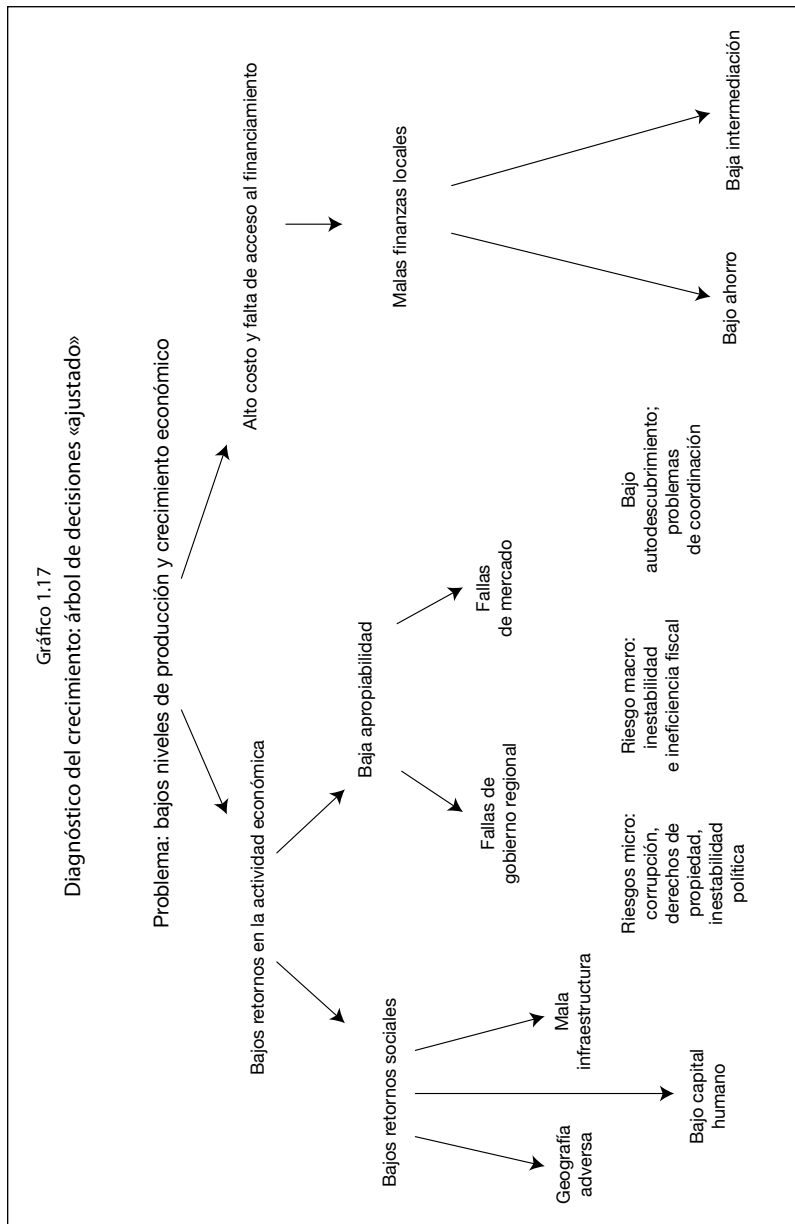 Gráfico 1.17
Diagnóstico del crecimiento: árbol de decisiones «ajustado»
Problema: bajos niveles de producción y crecimiento económico
Bajos retornos en la actividad económica
Alto costo y falta de acceso al financiamiento
Bajos retornos sociales
Baja apropiabilidad
Malas finanzas locales
Geografía
adversa
Mala
infraestructura
Bajo capital
humano
Fallas de
gobierno regional
Fallas
de mercado
Riesgos micro:
corrupción,
derechos de
propiedad,
inestabilidad
política
Riesgo macro:
inestabilidad
e ineficiencia fiscal
Bajo
autodescubrimiento;
problemas
de coordinación
Bajo ahorro
Baja intermediación